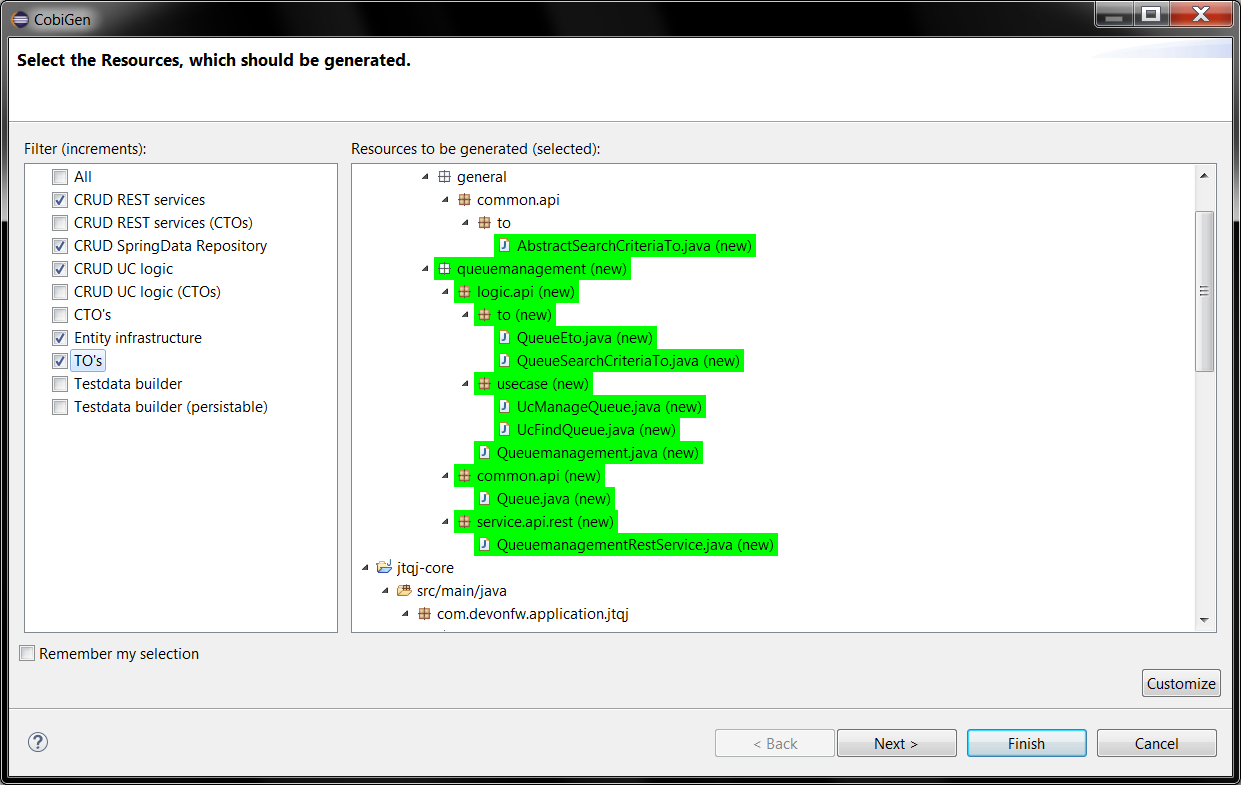 CobiGen
Select the Resources, which should be generated.
Filter (increments):
All
CRUD REST services
CRUD REST services (CTOs)
CRUD SpringData Repository
CRUD UC logic
CRUD UC logic (CTOs)
CTO's
Entity infrastructure
TO's
Testdata builder
Testdata builder (persistable)
Resources to be generated (selected):
general
common.api
to
AbstractSearchCriteriaTo.java (new)
queuemanagement (new)
logic.api (new)
to (new)
QueueEto.java (new)
QueueSearchCriteriaTo.java (new)
usecase (new)
UcManageQueue.java (new)
UcFindQueue.java (new)
Queuemanagement.java (new)
common.api (new)
Queue.java (new)
service.api.rest (new)
QueuemanagementRestService.java (new)
jtqj-core
src/main/java
com.devonfw.application.jtqj
Remember my selection
Customize
?
< Back
Next >
Finish
Cancel